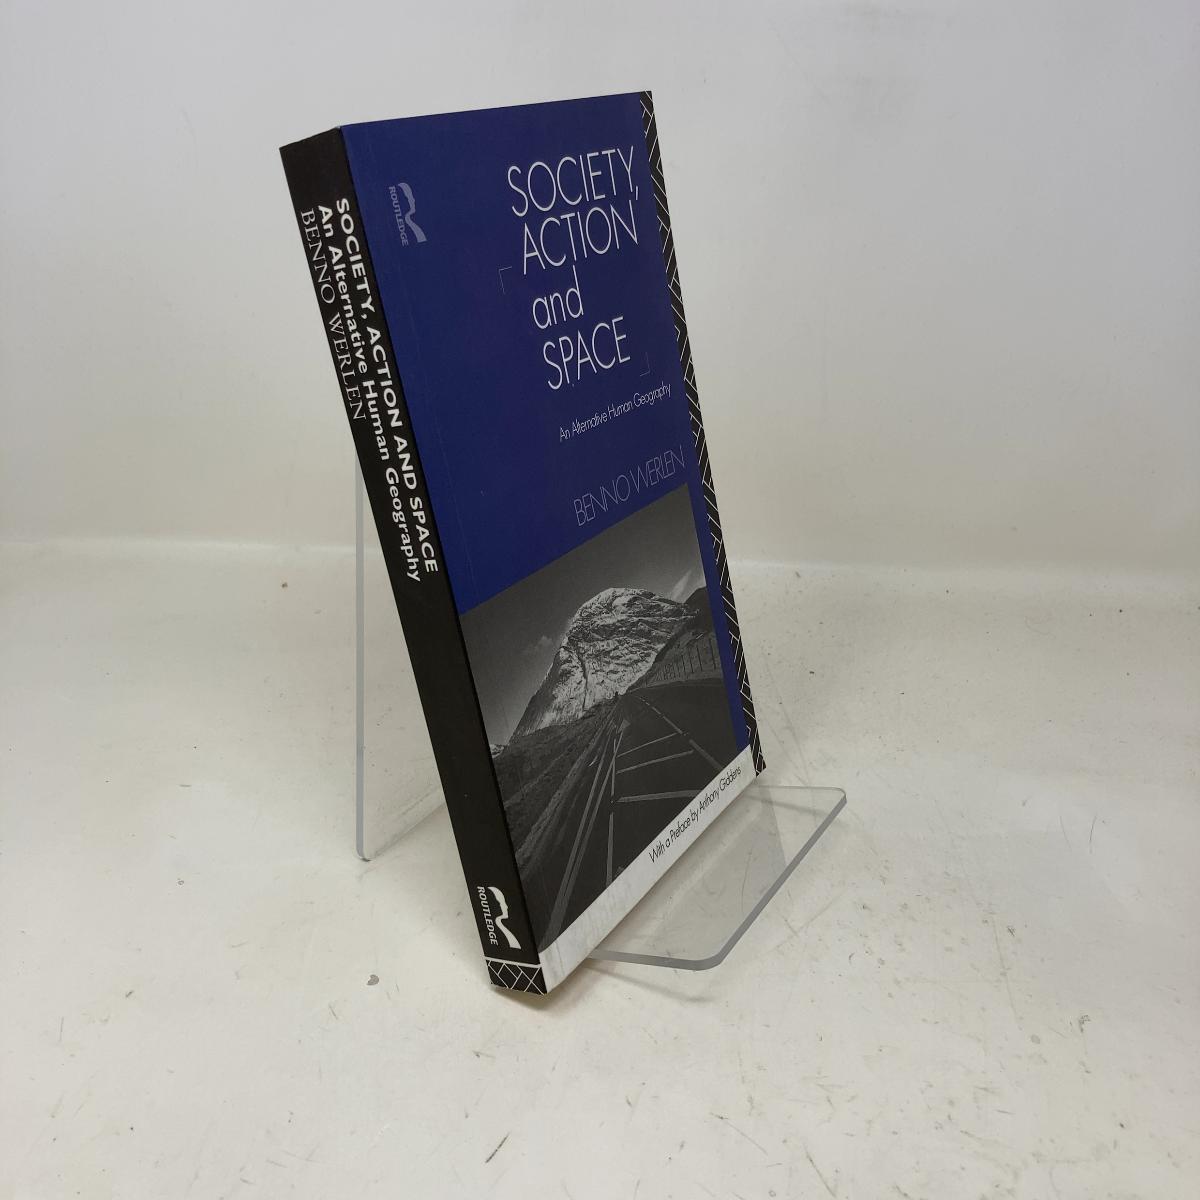 SOCIETY, ACTION AND SPACE
An Alternative Human Geography
BENNO WERLEN
ROUTLEDGE
ROUTLEDGE
SOCIETY,
ACTION
and
SPACE
An Alternative Human Geography
BENNO WERLEN
With a Preface by Anthony Giddens